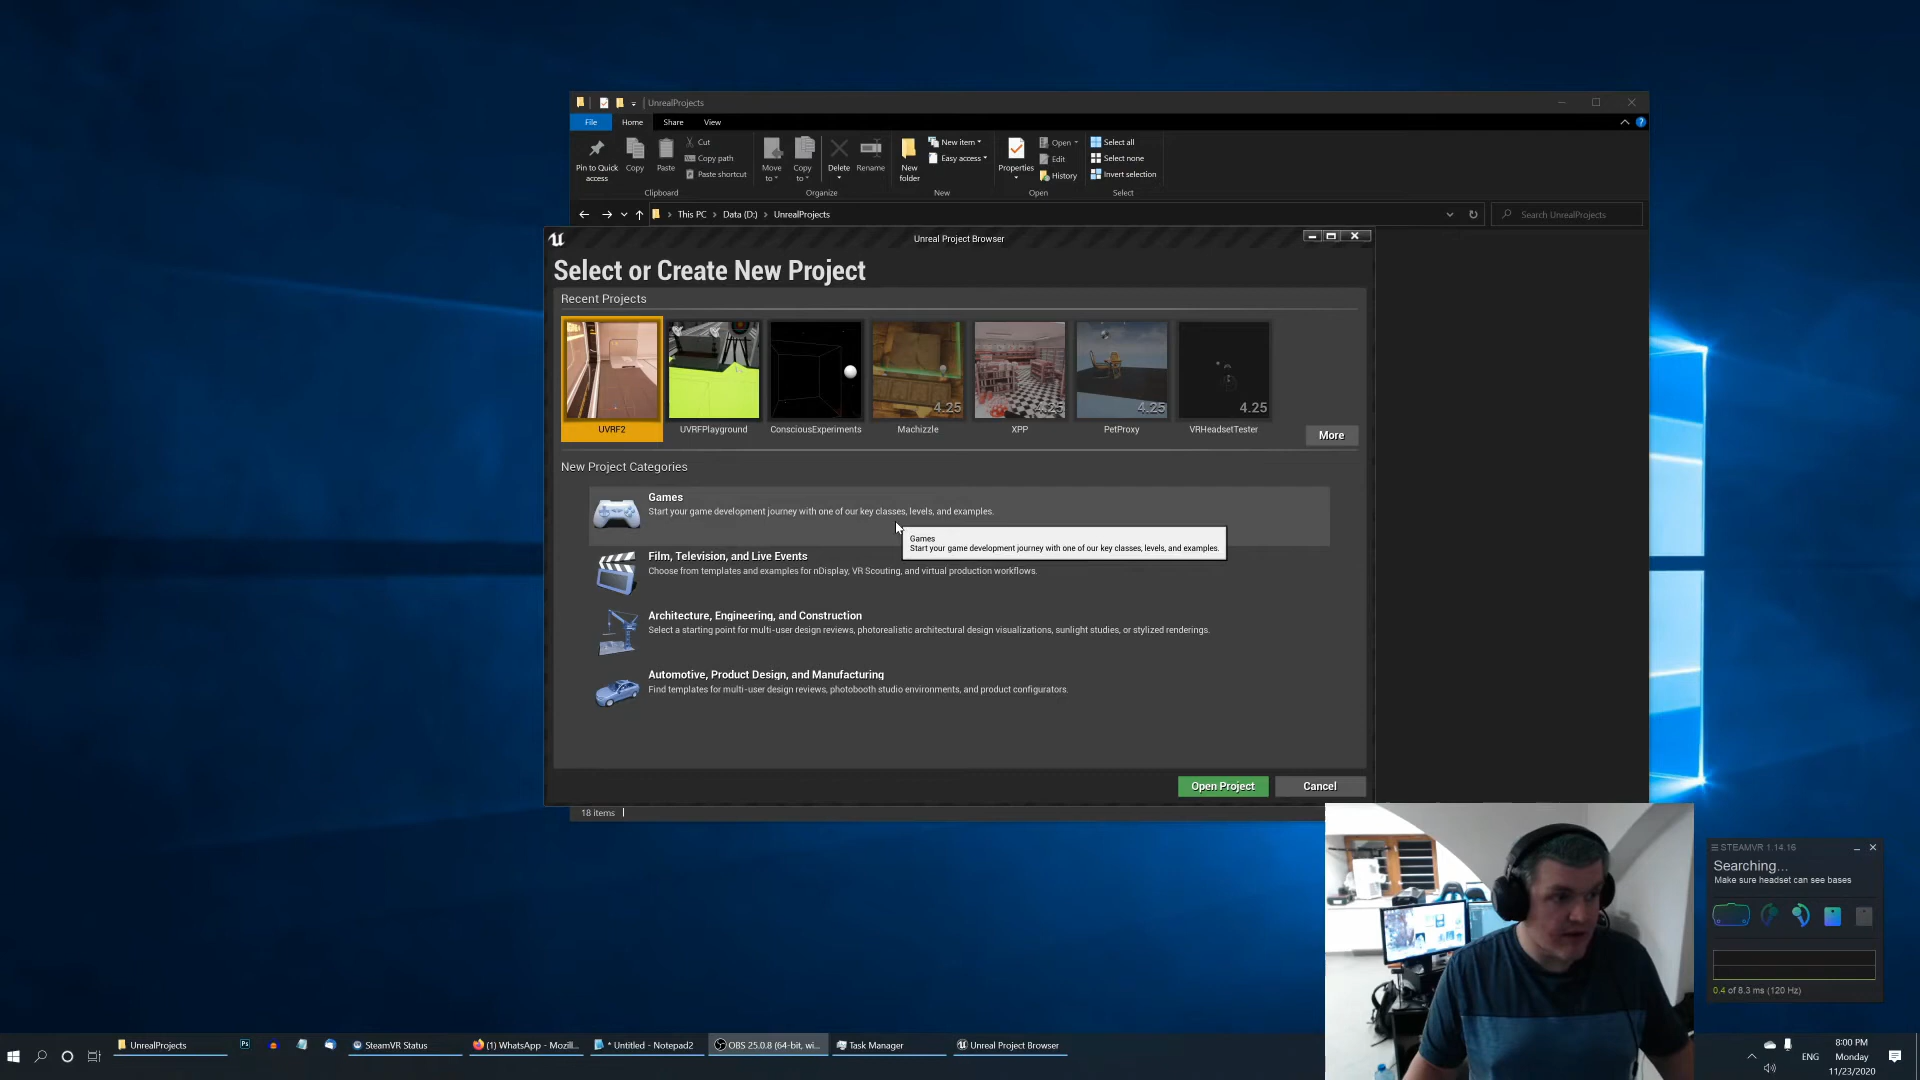 UnrealProjects
File
Home
Share
View
Pin to Quick
access
Copy
Paste
Cut
Copy path
Paste shortcut
Clipboard
Move
to
Copy
to
Delete
Rename
Organize
New
folder
New item
Easy access
New
Properties
Open
Edit
History
Open
Select all
Select none
Invert selection
Select
This PC
Data (D:)
UnrealProjects
Search UnrealProjects
Unreal Project Browser
Select or Create New Project
Recent Projects
4.25
4.25
4.25
4.25
UVRF2
UVRFPlayground
ConsciousExperiments
Machizzle
XPP
PetProxy
VRHeadsetTester
More
New Project Categories
Games
Start your game development journey with one of our key classes, levels, and examples.
Games
Start your game development journey with one of our key classes, levels, and examples.
Film, Television, and Live Events
Choose from templates and examples for nDisplay, VR Scouting, and virtual production workflows.
Architecture, Engineering, and Construction
Select a starting point for multi-user design reviews, photorealistic architectural design visualizations, sunlight studies, or stylized renderings.
Automotive, Product Design, and Manufacturing
Find templates for multi-user design reviews, photobooth studio environments, and product configurators.
Open Project
Cancel
18 items
STEAMVR 1.14.16
Searching...
Make sure headset can see bases
0.4 of 8.3 ms (120 Hz)
UnrealProjects
Ps
SteamVR Status
(1) WhatsApp - Mozill...
* Untitled - Notepad2
OBS 25.0.8 (64-bit, wi...
Task Manager
Unreal Project Browser
ENG
8:00 PM
Monday
11/23/2020